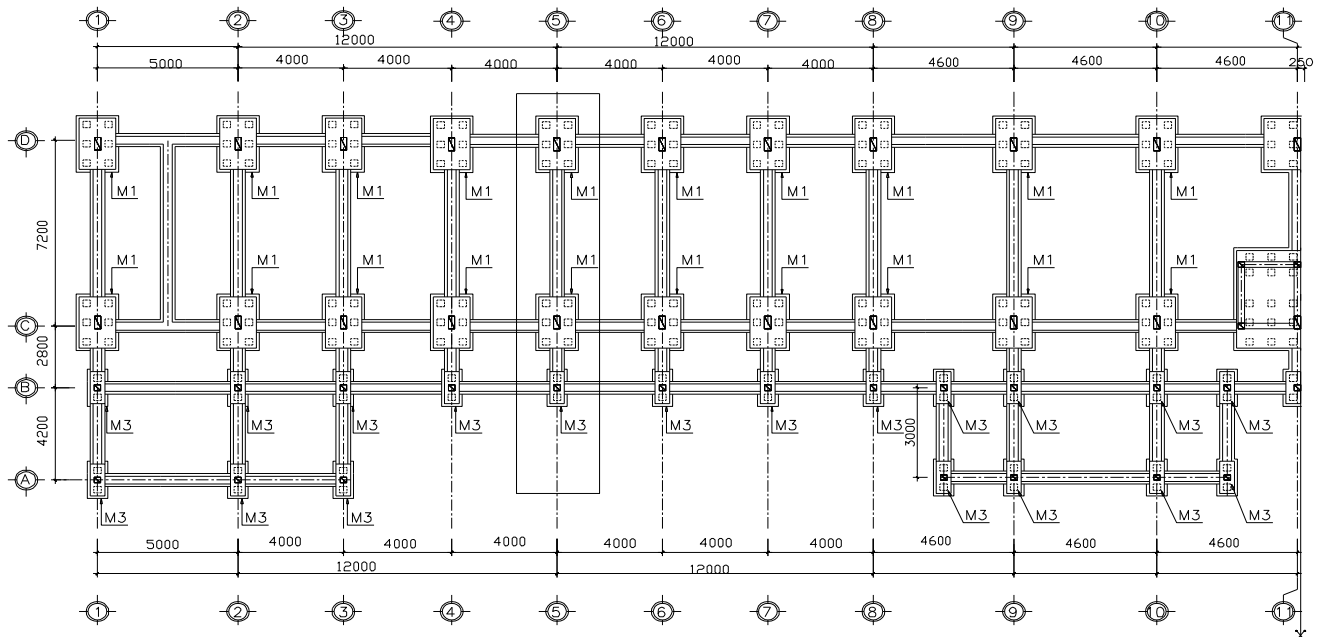 1 2 3 4 5 6 7 8 9 10 11
12000 12000
5000 4000 4000 4000 4000 4000 4000 4600 4600 4600 250
D
M1 M1 M1 M1 M1 M1 M1 M1 M1 M1
7200
M1 M1 M1 M1 M1 M1 M1 M1 M1 M1
C
2800
B
M3 M3 M3 M3 M3 M3 M3 M3 M3 M3 M3 M3
4200 3000
A
M3 M3 M3 M3 M3 M3 M3
5000 4000 4000 4000 4000 4000 4000 4600 4600 4600
12000 12000
1 2 3 4 5 6 7 8 9 10 11